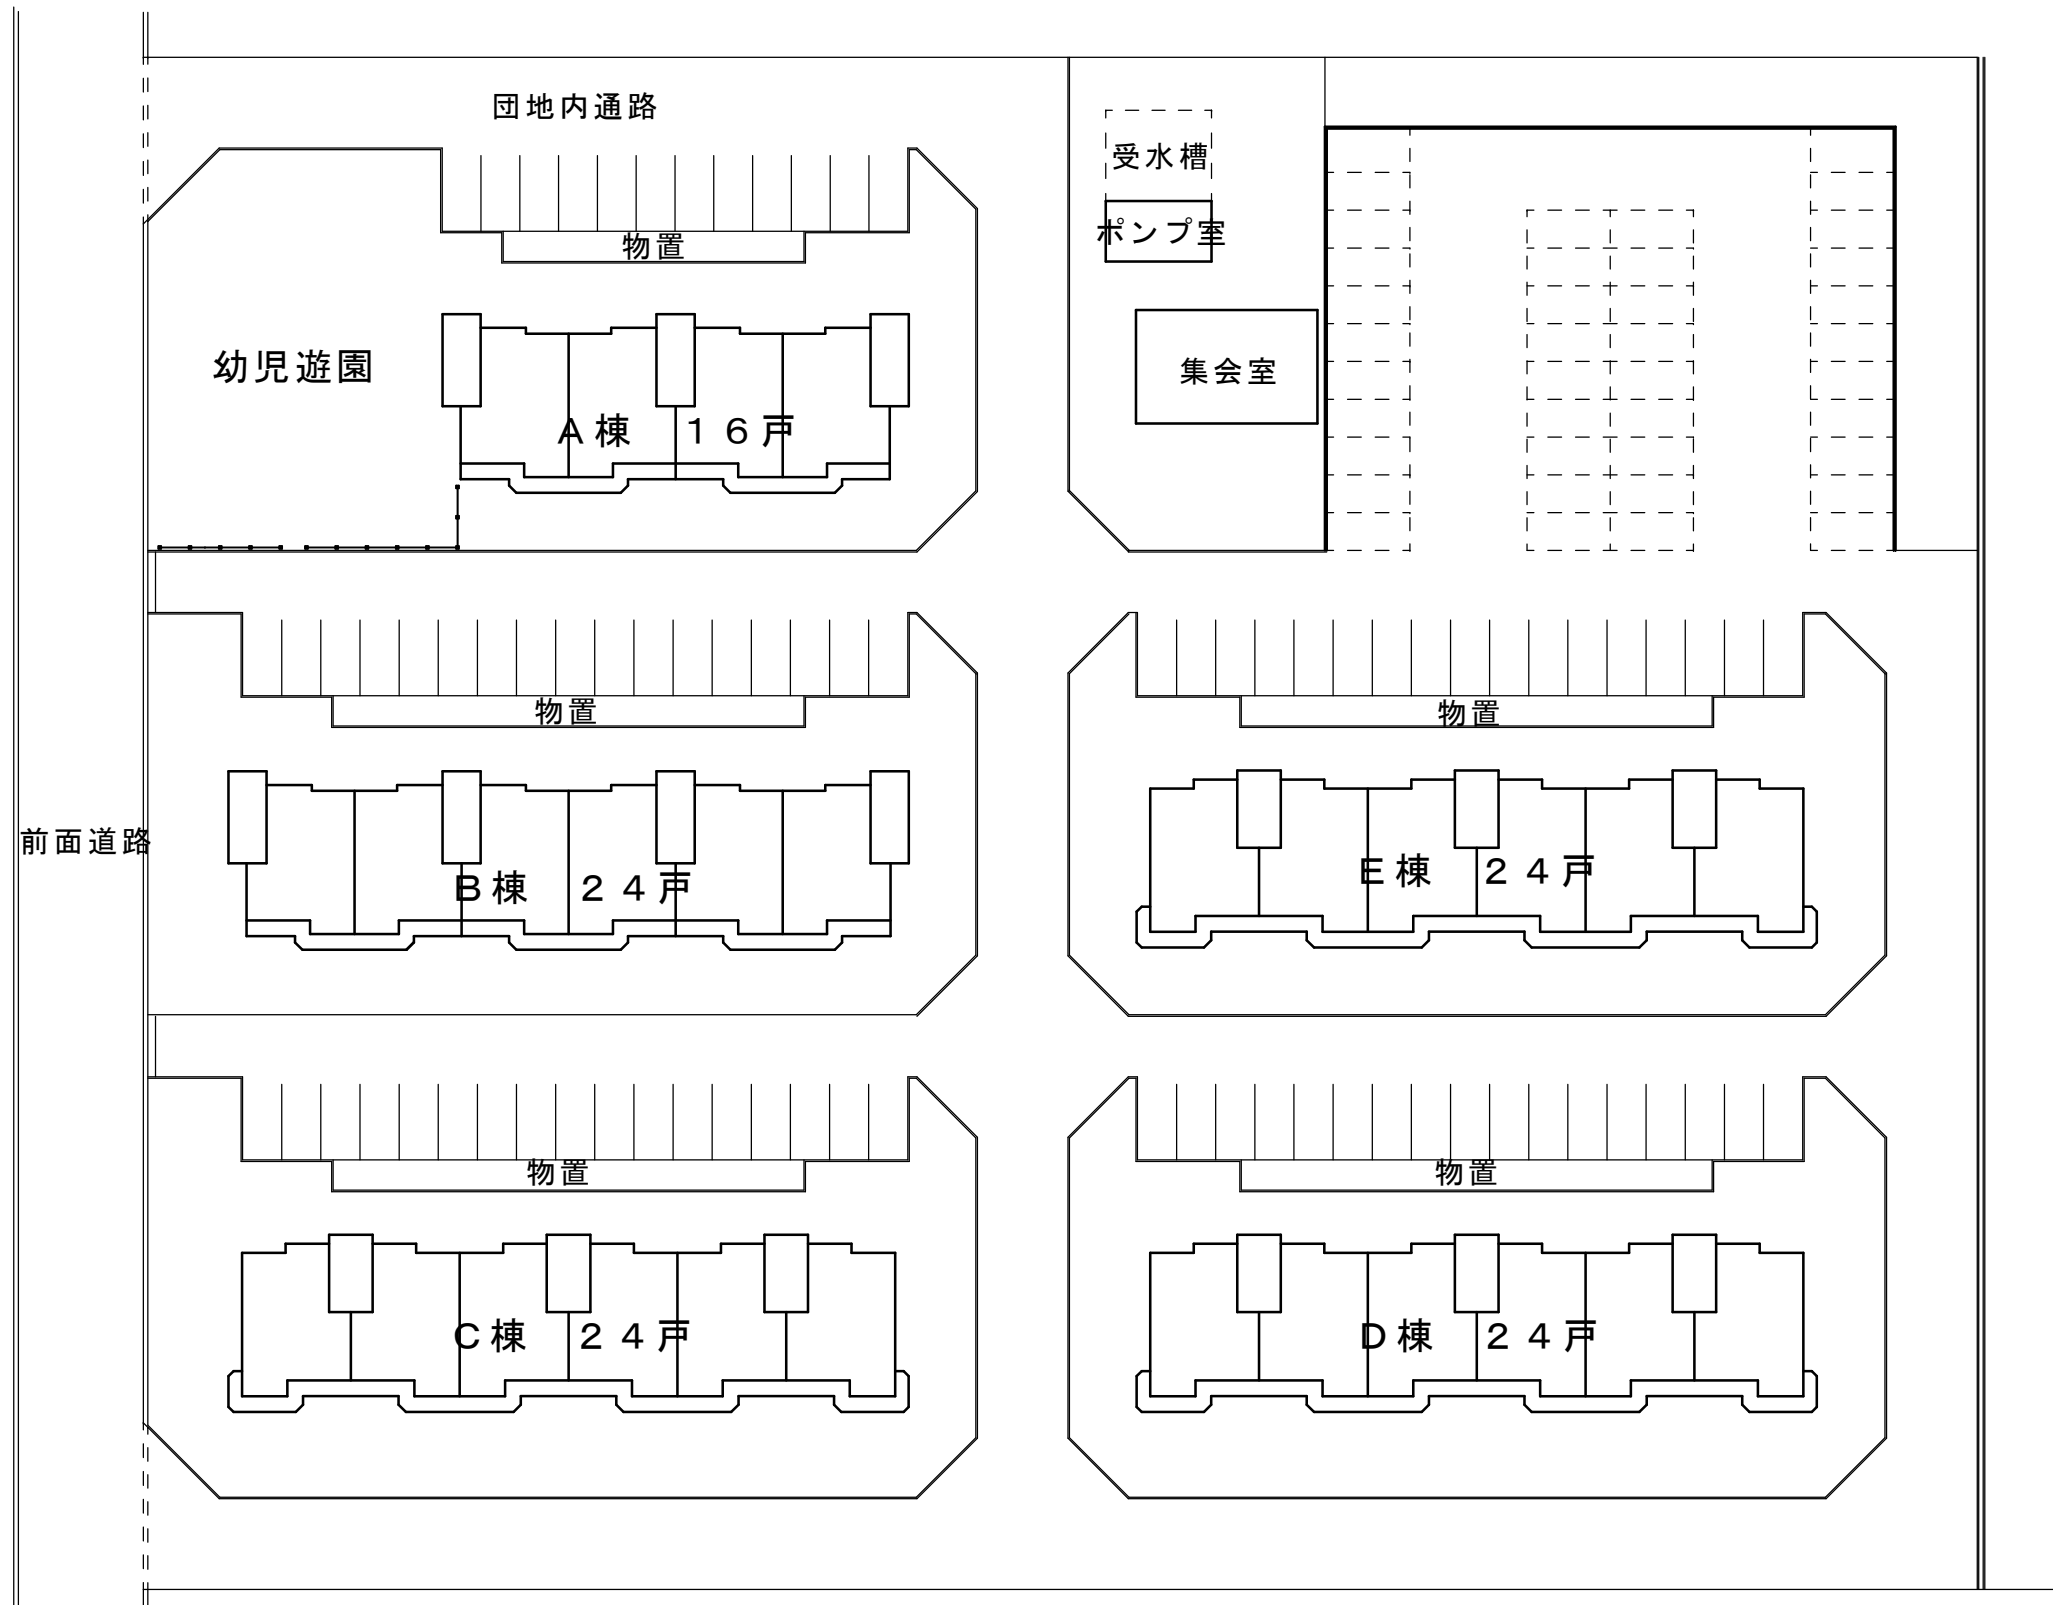 団地内通路
受水槽
ポンプ室
物置
幼児遊園
集会室
A棟　１６戸
物置
物置
前面道路
B棟　２４戸
E棟　２４戸
物置
物置
C棟　２４戸
D棟　２４戸